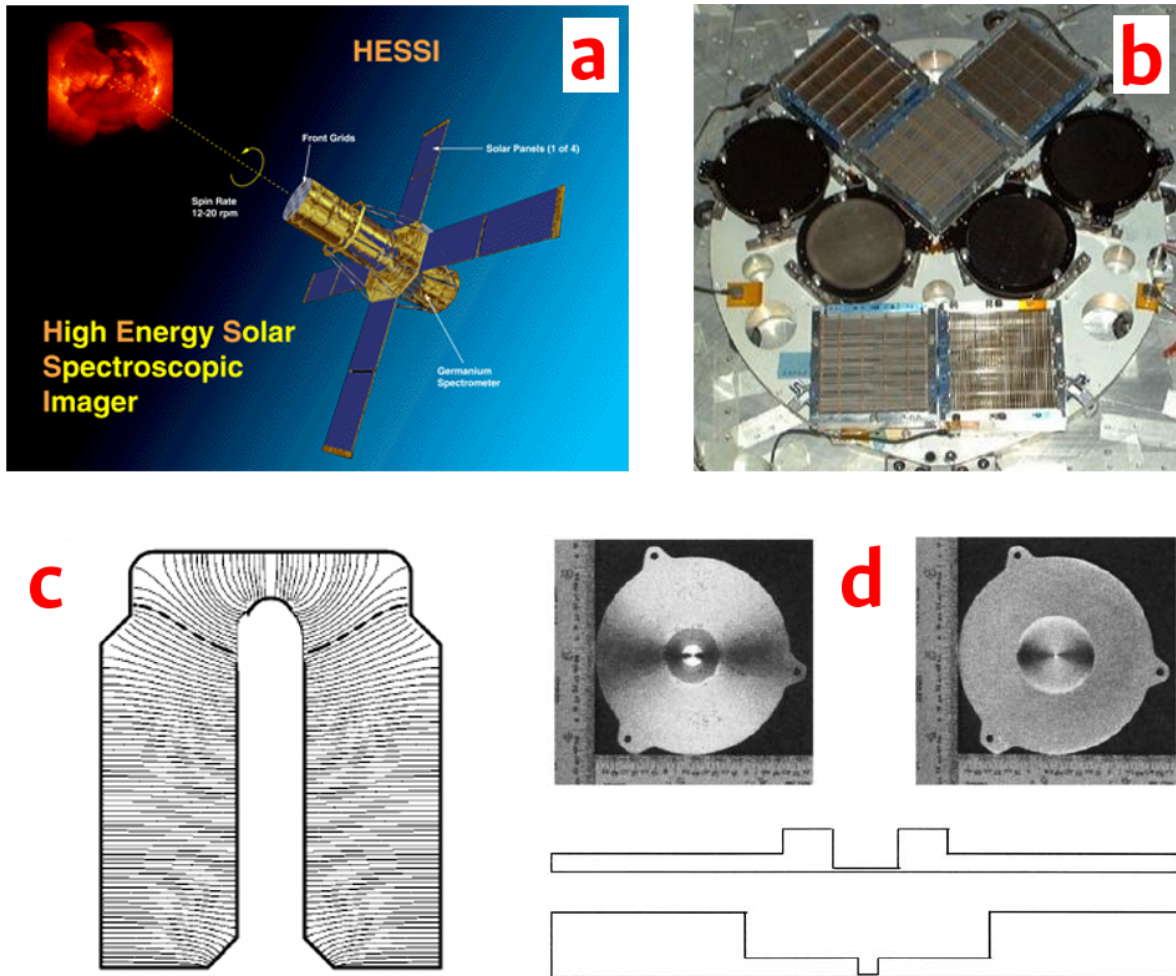 HESSI
a
Front Grids
Solar Panels (1 of 4)
Spin Rate
12-20 rpm
High Energy Solar
Spectroscopic
Imager
Germanium
Spectrometer
b
c
d